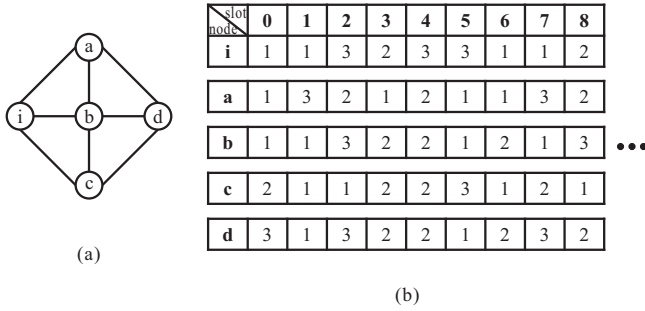 a
i b d
c
(a)
slot
node 0 1 2 3 4 5 6 7 8
i 1 1 3 2 3 3 1 1 2
a 1 3 2 1 2 1 1 3 2
b 1 1 3 2 2 1 2 1 3
c 2 1 1 2 2 3 1 2 1
d 3 1 3 2 2 1 2 3 2
(b)